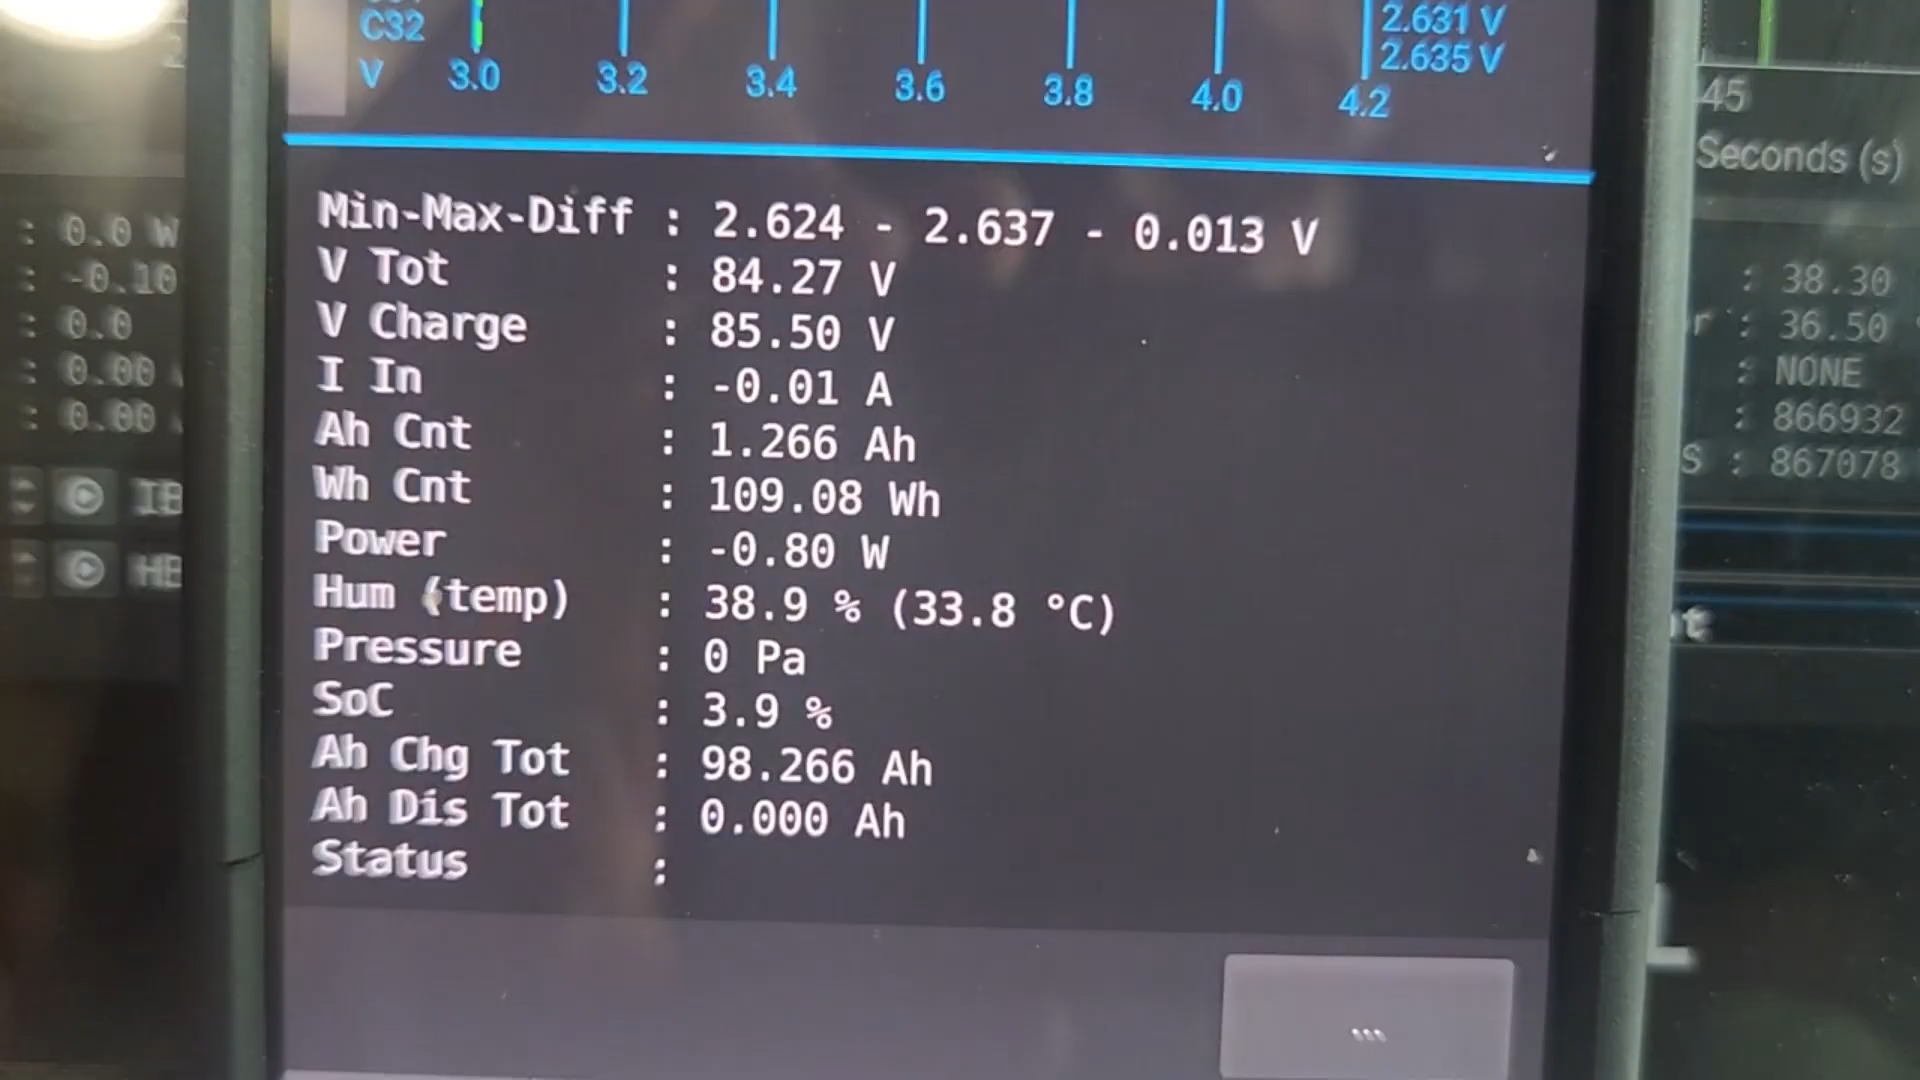 C32
2.631 V
2.635 V
V 3.0 3.2 3.4 3.6 3.8 4.0 4.2
45
Seconds (s)
Min-Max-Diff : 2.624 - 2.637 - 0.013 V
V Tot : 84.27 V
V Charge : 85.50 V
I In : -0.01 A
Ah Cnt : 1.266 Ah
Wh Cnt : 109.08 Wh
Power : -0.80 W
Hum (temp) : 38.9 % (33.8 °C)
Pressure : 0 Pa
SoC : 3.9 %
Ah Chg Tot : 98.266 Ah
Ah Dis Tot : 0.000 Ah
Status :
...
: 0.0 W
: -0.10
: 0.0
: 0.00
: 0.00
: 38.30
r : 36.50
: NONE
: 866932
S : 867078